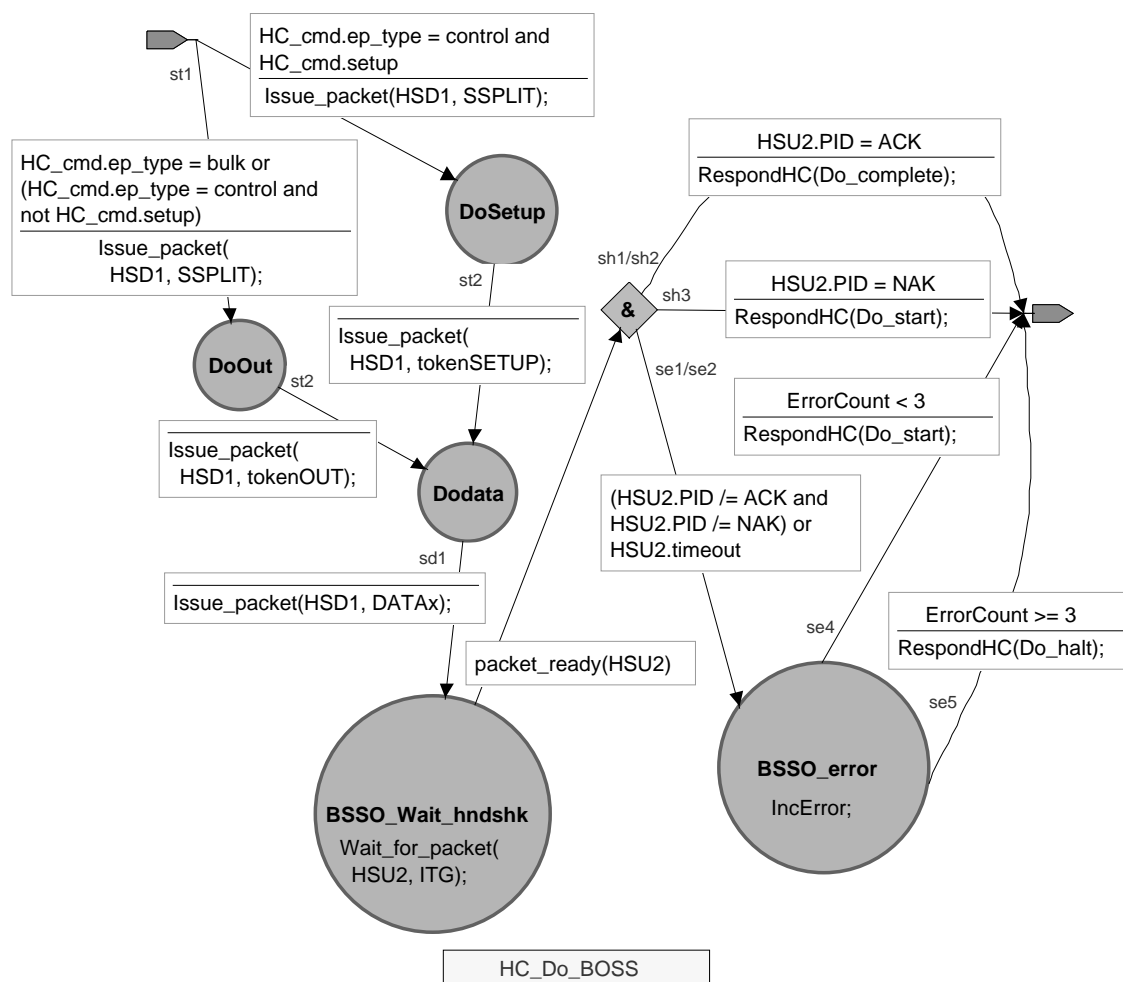 HC_cmd.ep_type = control and
HC_cmd.setup
Issue_packet(HSD1, SSPLIT);
st1
HC_cmd.ep_type = bulk or
(HC_cmd.ep_type = control and
not HC_cmd.setup)
Issue_packet(
HSD1, SSPLIT);
DoSetup
st2
Issue_packet(
HSD1, tokenSETUP);
DoOut
st2
Issue_packet(
HSD1, tokenOUT);
Dodata
sd1
Issue_packet(HSD1, DATAx);
packet_ready(HSU2)
BSSO_Wait_hndshk
Wait_for_packet(
HSU2, ITG);
&
sh1/sh2
HSU2.PID = ACK
RespondHC(Do_complete);
sh3
HSU2.PID = NAK
RespondHC(Do_start);
se1/se2
(HSU2.PID /= ACK and
HSU2.PID /= NAK) or
HSU2.timeout
ErrorCount < 3
RespondHC(Do_start);
se4
ErrorCount >= 3
RespondHC(Do_halt);
se5
BSSO_error
IncError;
HC_Do_BOSS